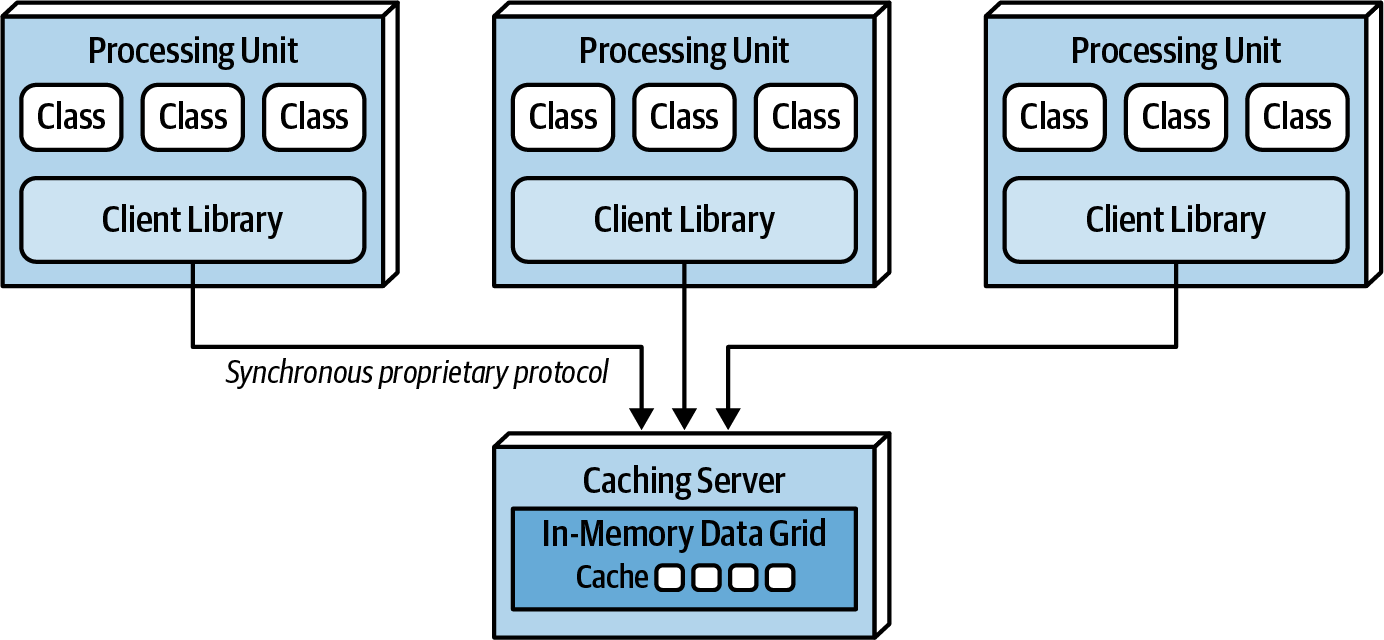 Processing Unit
Class Class Class
Client Library
Processing Unit
Class Class Class
Client Library
Processing Unit
Class Class Class
Client Library
Synchronous proprietary protocol
Caching Server
In-Memory Data Grid
Cache